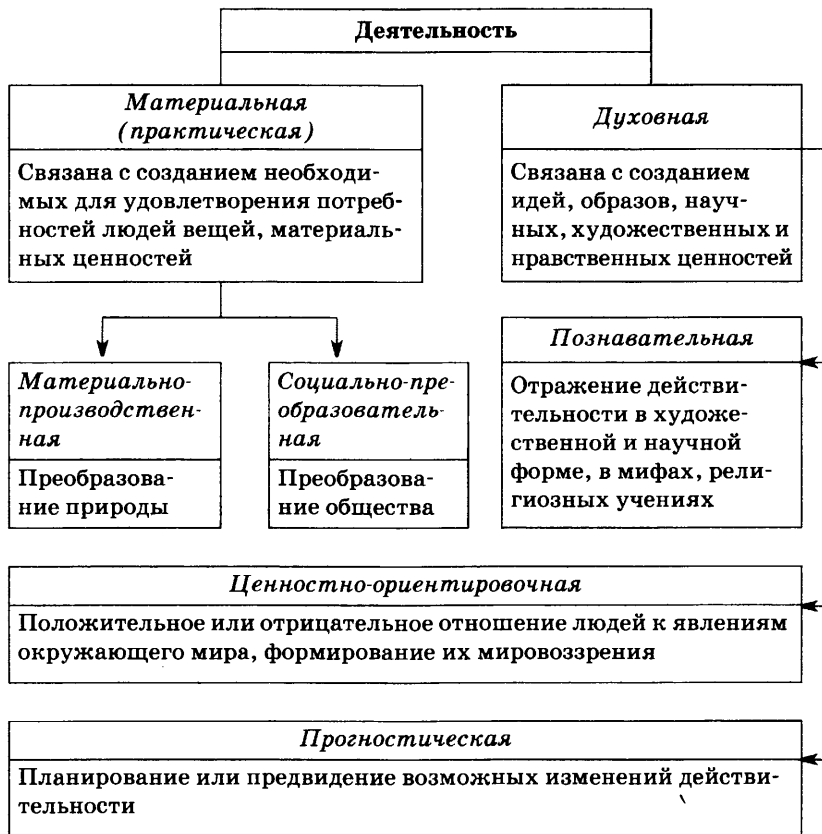 Деятельность
Материальная
(практическая)
Связана с созданием необходи-
мых для удовлетворения потреб-
ностей людей вещей, материаль-
ных ценностей
Духовная
Связана с созданием
идей, образов, науч-
ных, художественных и
нравственных ценностей
Материально-
производствен-
ная
Преобразова-
ние природы
Социально-пре-
образователь-
ная
Преобразова-
ние общества
Познавательная
Отражение действи-
тельности в художе-
ственной и научной
форме, в мифах, рели-
гиозных учениях
Ценностно-ориентировочная
Положительное или отрицательное отношение людей к явлениям
окружающего мира, формирование их мировоззрения
Прогностическая
Планирование или предвидение возможных изменений действи-
тельности